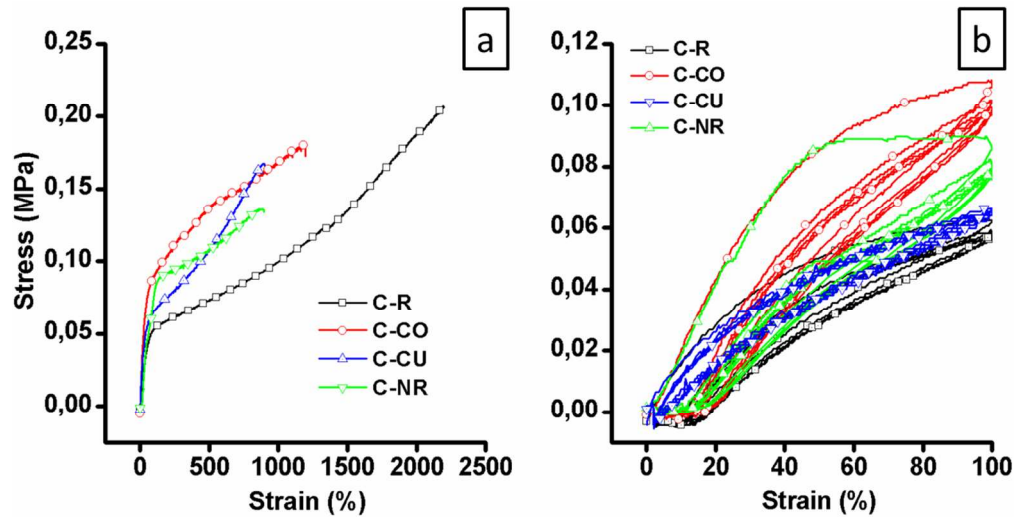 a
0,25
0,20
0,15
0,10
0,05
0,00
Stress (MPa)
C-R
C-CO
C-CU
C-NR
0 500 1000 1500 2000 2500
Strain (%)
b
0,12
0,10
0,08
0,06
0,04
0,02
0,00
C-R
C-CO
C-CU
C-NR
0 20 40 60 80 100
Strain (%)